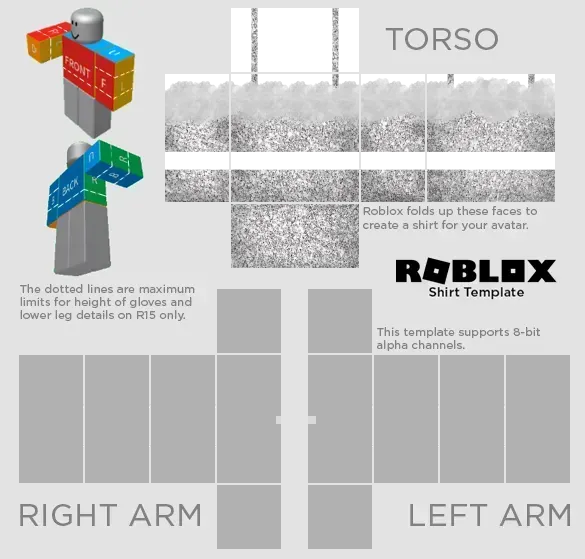 TORSO
FRONT
F
L
U
D
R
BACK
R
B
U
R
B
Roblox folds up these faces to
create a shirt for your avatar.
ROBLOX
Shirt Template
The dotted lines are maximum
limits for height of gloves and
lower leg details on R15 only.
This template supports 8-bit
alpha channels.
RIGHT ARM
LEFT ARM